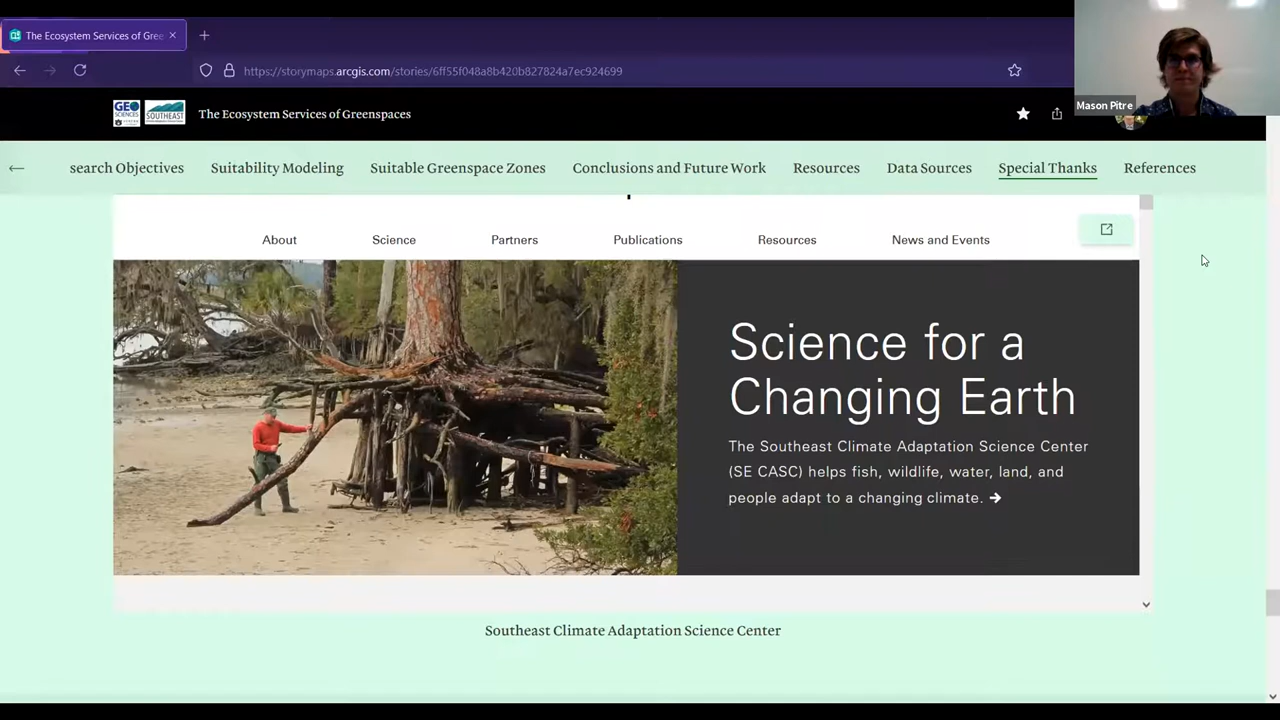 The Ecosystem Services of Gree
https://storymaps.arcgis.com/stories/6ff55f048a8b420b827824a7ec924699
Mason Pitre
GEO
SCIENCES
SOUTHEAST
The Ecosystem Services of Greenspaces
search Objectives
Suitability Modeling
Suitable Greenspace Zones
Conclusions and Future Work
Resources
Data Sources
Special Thanks
References
About
Science
Partners
Publications
Resources
News and Events
Science for a
Changing Earth
The Southeast Climate Adaptation Science Center
(SE CASC) helps fish, wildlife, water, land, and
people adapt to a changing climate. →
Southeast Climate Adaptation Science Center